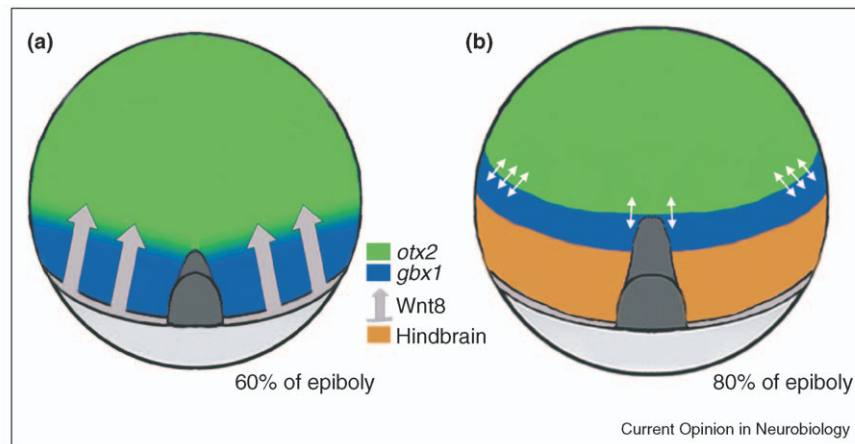 (a)
(b)
otx2
gbx1
Wnt8
Hindbrain
60% of epiboly
80% of epiboly
Current Opinion in Neurobiology